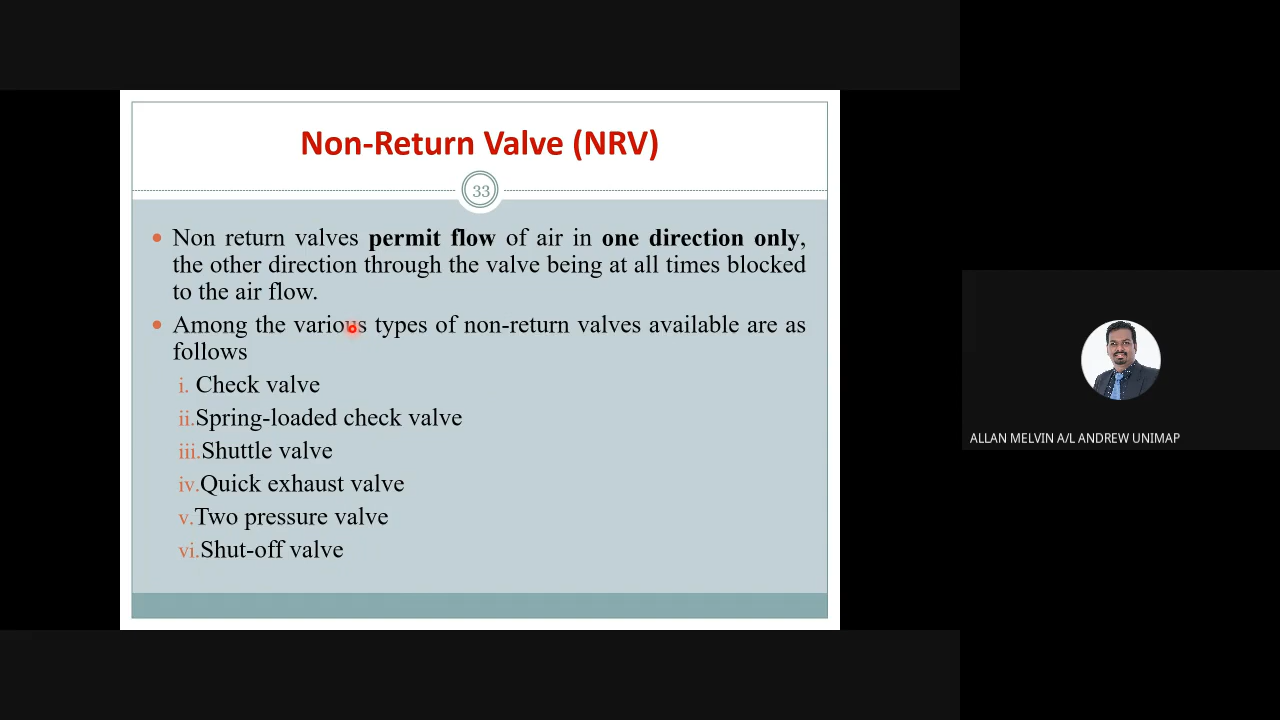 Non-Return Valve (NRV)
33
• Non return valves permit flow of air in one direction only,
the other direction through the valve being at all times blocked
to the air flow.
• Among the various types of non-return valves available are as
follows
i. Check valve
ii.Spring-loaded check valve
iii.Shuttle valve
iv.Quick exhaust valve
v.Two pressure valve
vi.Shut-off valve
ALLAN MELVIN A/L ANDREW UNIMAP